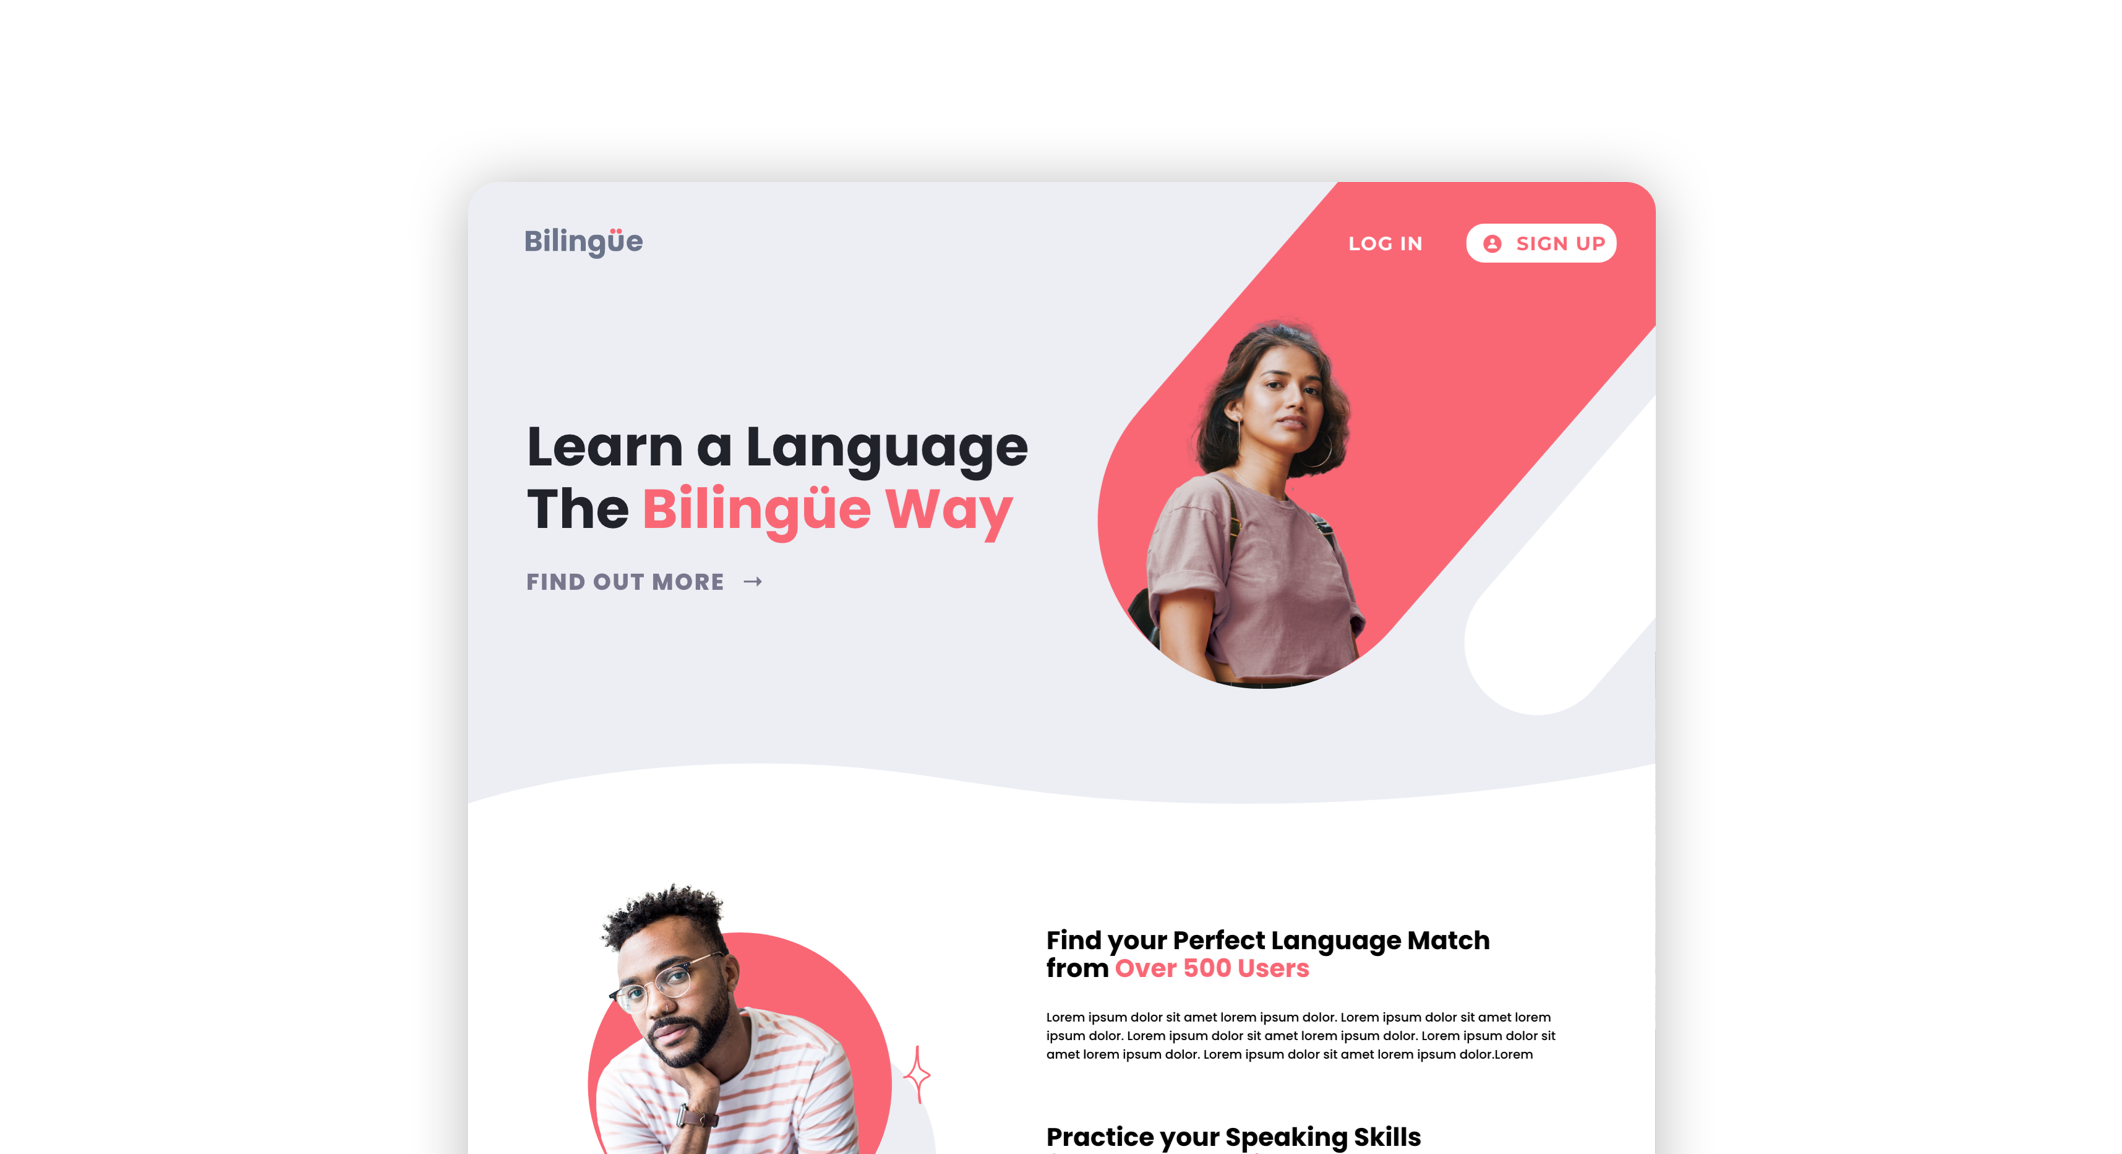 Bilingüe
LOG IN
SIGN UP
Learn a Language
The Bilingüe Way
FIND OUT MORE
Find your Perfect Language Match
from Over 500 Users
Lorem ipsum dolor sit amet lorem ipsum dolor. Lorem ipsum dolor sit amet lorem
ipsum dolor. Lorem ipsum dolor sit amet lorem ipsum dolor. Lorem ipsum dolor sit
amet lorem ipsum dolor. Lorem ipsum dolor sit amet lorem ipsum dolor.Lorem
Practice your Speaking Skills